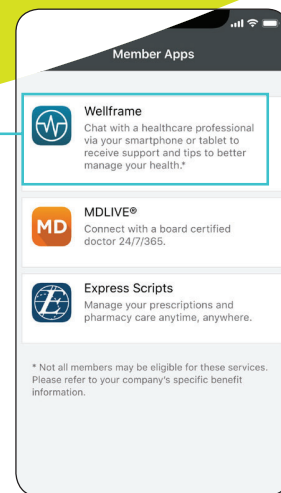 Member Apps
Wellframe
Chat with a healthcare professional
via your smartphone or tablet to
receive support and tips to better
manage your health.*
MD
MDLIVE®
Connect with a board certified
doctor 24/7/365.
Express Scripts
Manage your prescriptions and
pharmacy care anytime, anywhere.
* Not all members may be eligible for these services.
Please refer to your company's specific benefit
information.